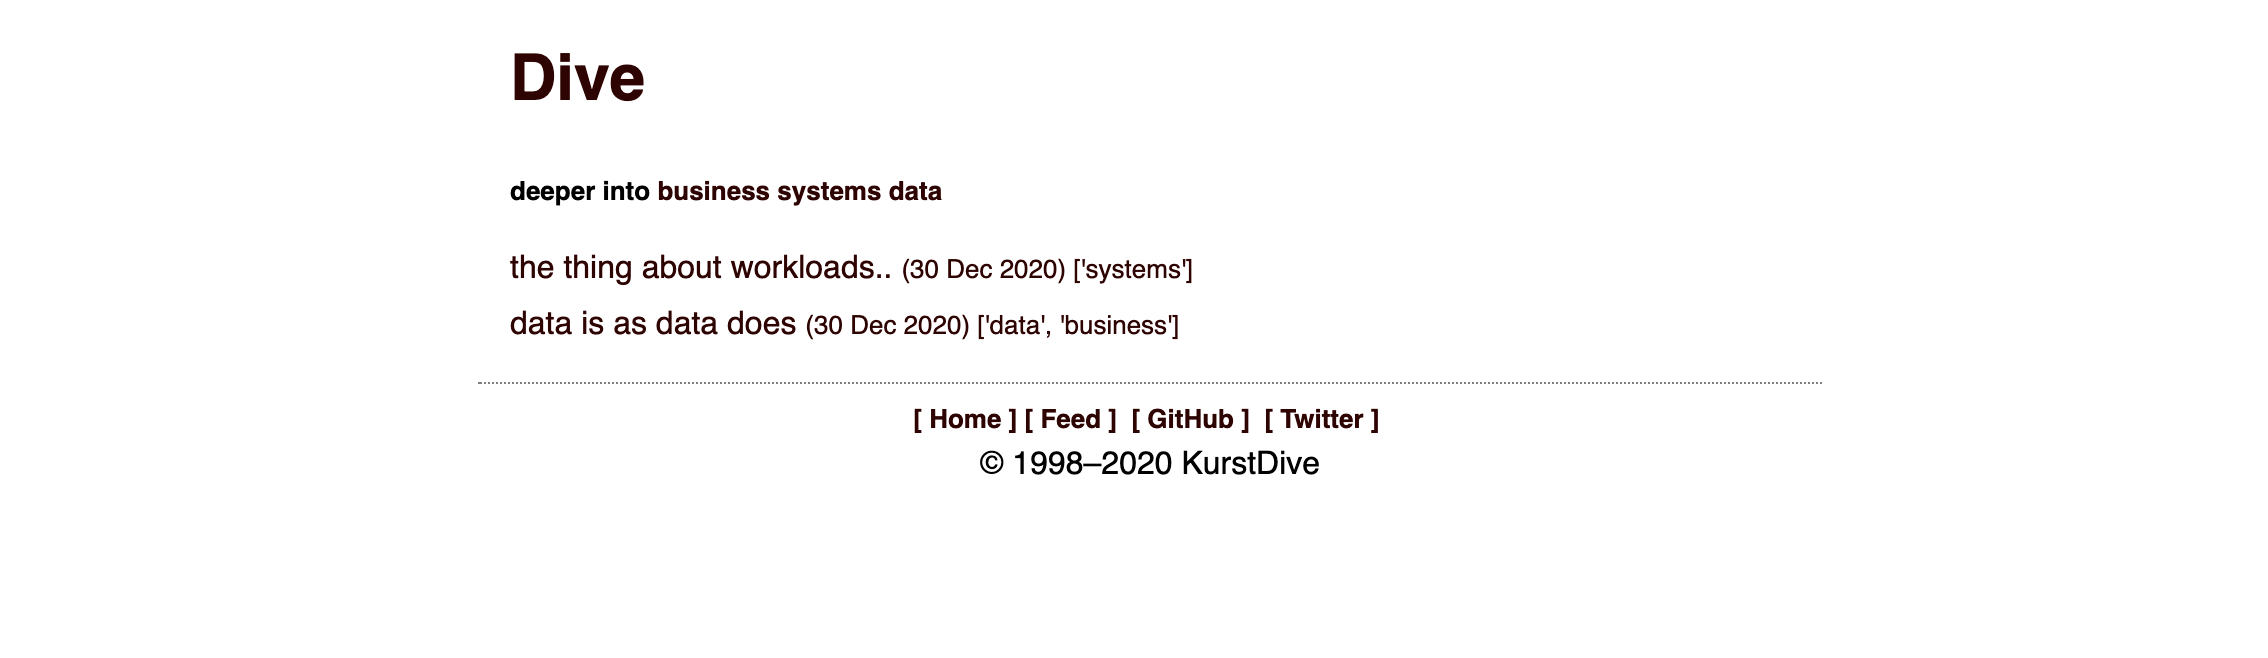 Dive
deeper into business systems data
the thing about workloads.. (30 Dec 2020) ['systems']
data is as data does (30 Dec 2020) ['data', 'business']
[ Home ] [ Feed ] [ GitHub ] [ Twitter ]
© 1998–2020 KurstDive